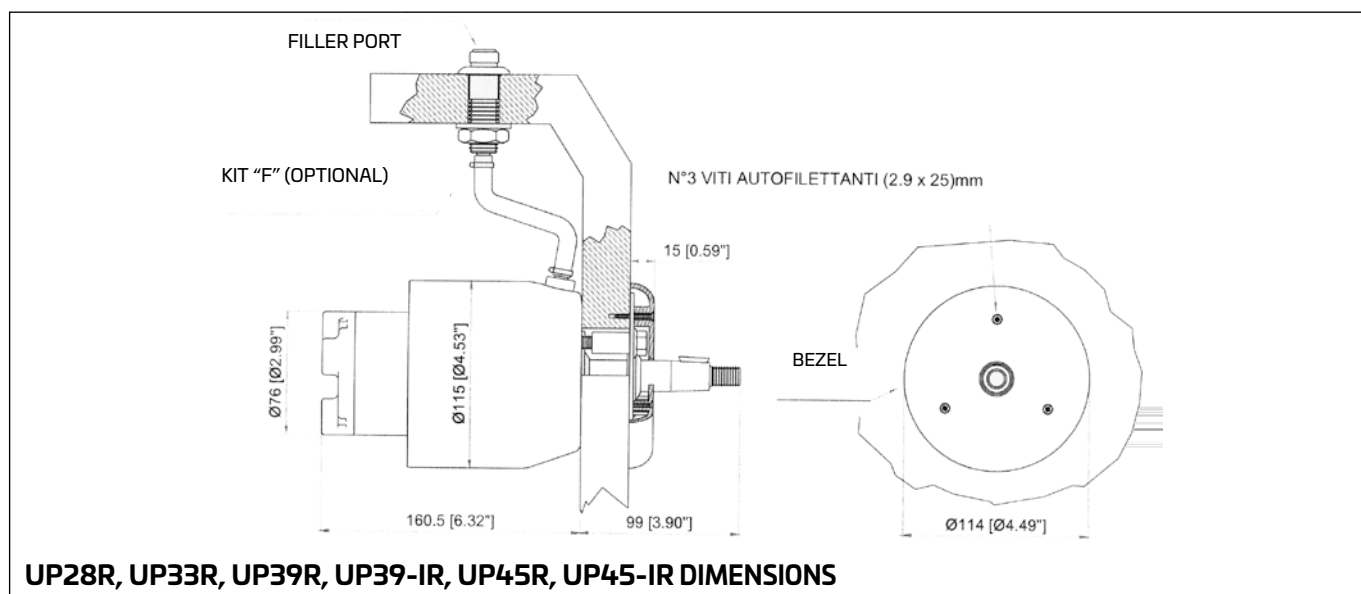 FILLER PORT
KIT “F” (OPTIONAL)
N°3 VITI AUTOFILETTANTI (2.9 x 25)mm
15 [0.59"]
BEZEL
Ø76 [Ø2.99"]
Ø115 [Ø4.53"]
160.5 [6.32"]
99 [3.90"]
Ø114 [Ø4.49"]
UP28R, UP33R, UP39R, UP39-IR, UP45R, UP45-IR DIMENSIONS